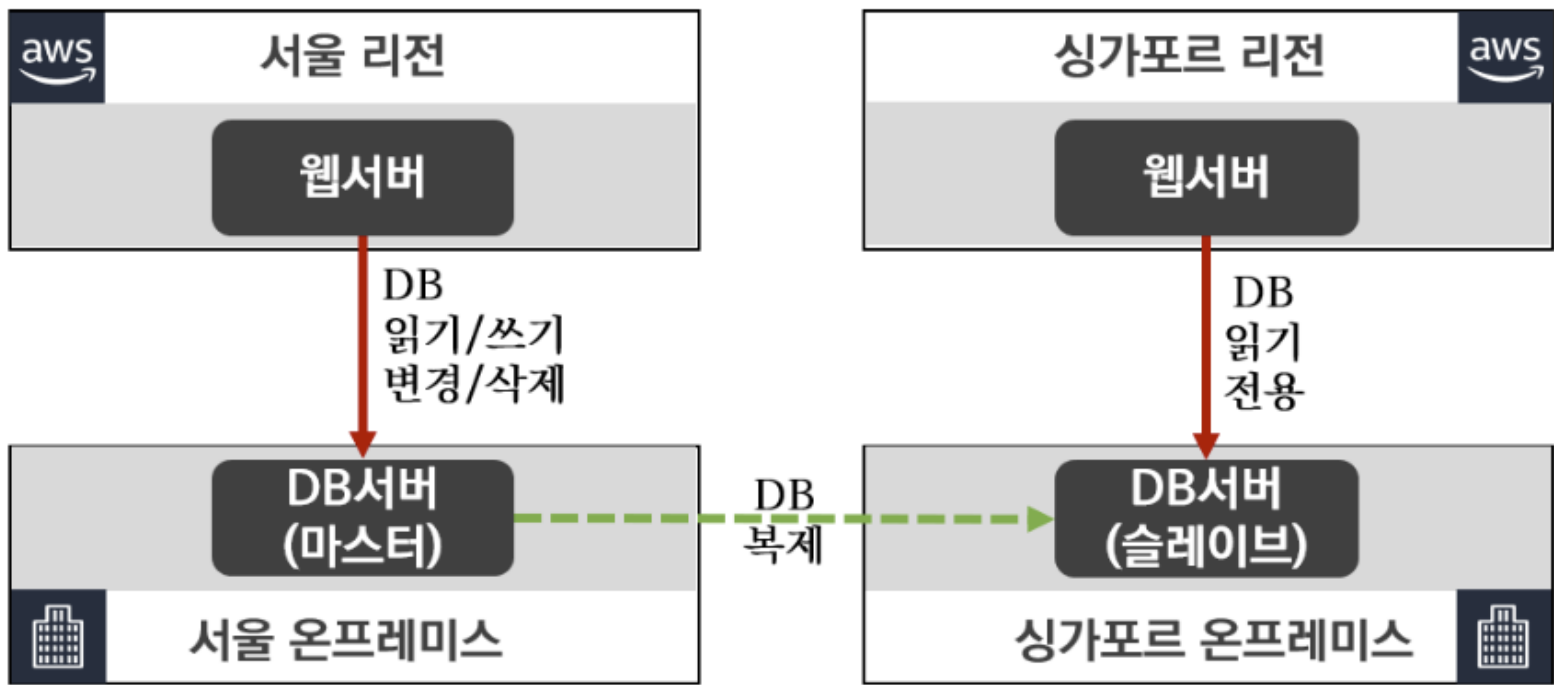 aws
서울 리전
싱가포르 리전
aws
웹서버
웹서버
DB
읽기/쓰기
변경/삭제
DB
읽기
전용
DB서버
(마스터)
DB
복제
DB서버
(슬레이브)
서울 온프레미스
싱가포르 온프레미스